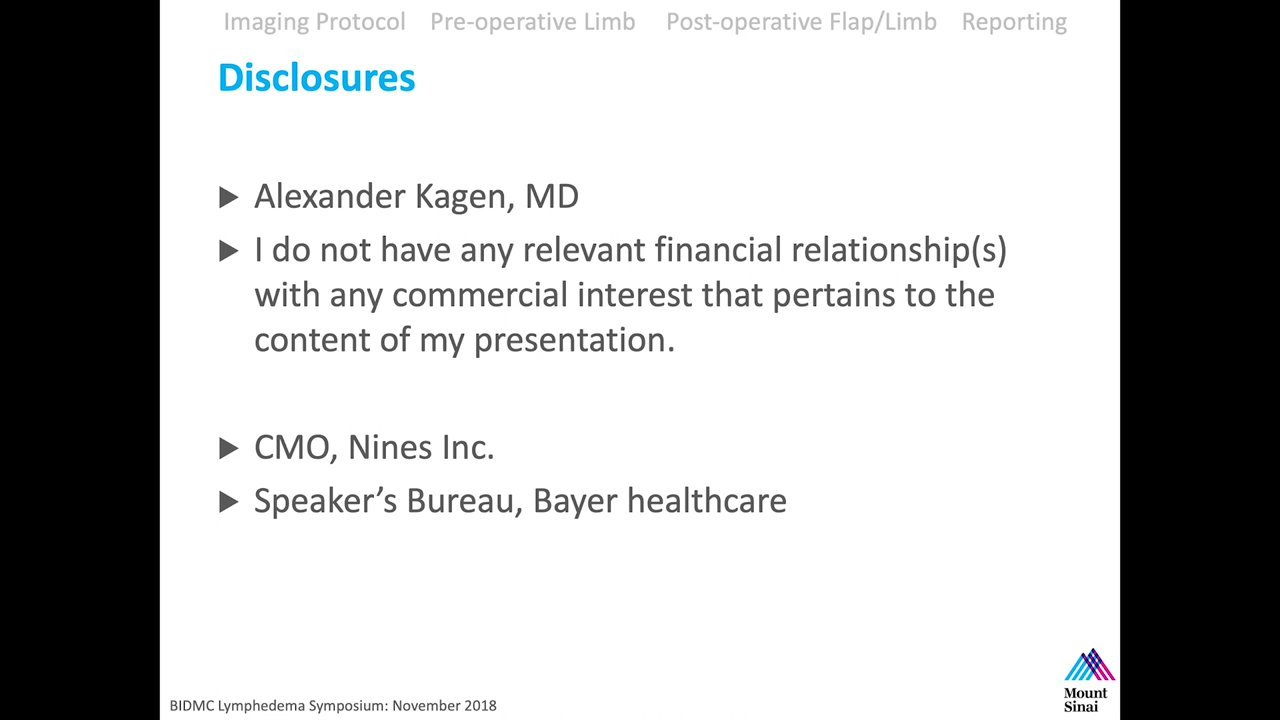 Imaging Protocol Pre-operative Limb Post-operative Flap/Limb Reporting
Disclosures
▶ Alexander Kagen, MD
▶ I do not have any relevant financial relationship(s)
with any commercial interest that pertains to the
content of my presentation.
▶ CMO, Nines Inc.
▶ Speaker’s Bureau, Bayer healthcare
Mount
Sinai
BIDMC Lymphedema Symposium: November 2018